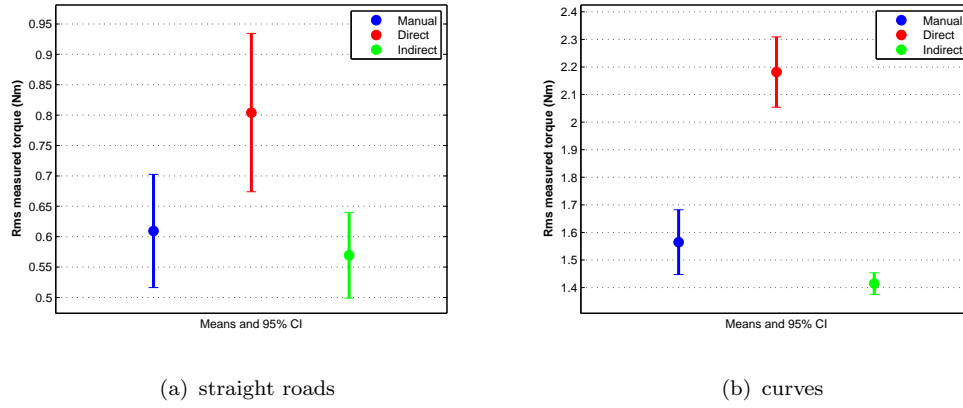 0.95
0.9
0.85
0.8
0.75
0.7
0.65
0.6
0.55
0.5
Rms measured torque (Nm)
Means and 95% CI
Manual
Direct
Indirect
(a) straight roads
2.4
2.3
2.2
2.1
2
1.9
1.8
1.7
1.6
1.5
1.4
Rms measured torque (Nm)
Means and 95% CI
Manual
Direct
Indirect
(b) curves